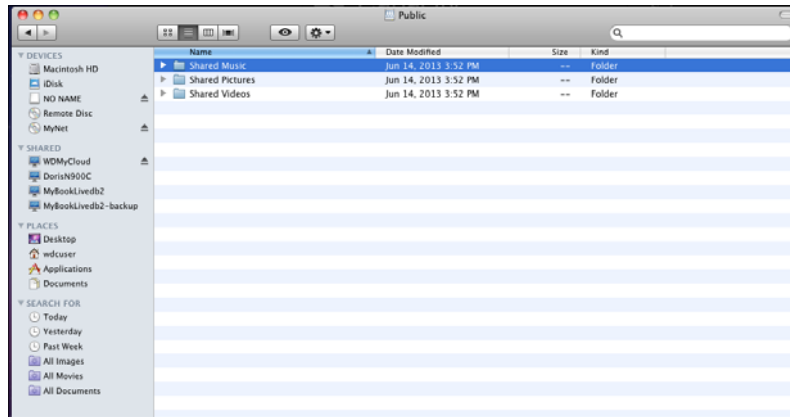 Public
Name Date Modified Size Kind
Shared Music Jun 14, 2013 3:52 PM -- Folder
Shared Pictures Jun 14, 2013 3:52 PM -- Folder
Shared Videos Jun 14, 2013 3:52 PM -- Folder
DEVICES
Macintosh HD
iDisk
NO NAME
Remote Disc
MyNet
SHARED
WDMyCloud
DorisN900C
MyBookLivedb2
MyBookLivedb2-backup
PLACES
Desktop
wdcuser
Applications
Documents
SEARCH FOR
Today
Yesterday
Past Week
All Images
All Movies
All Documents